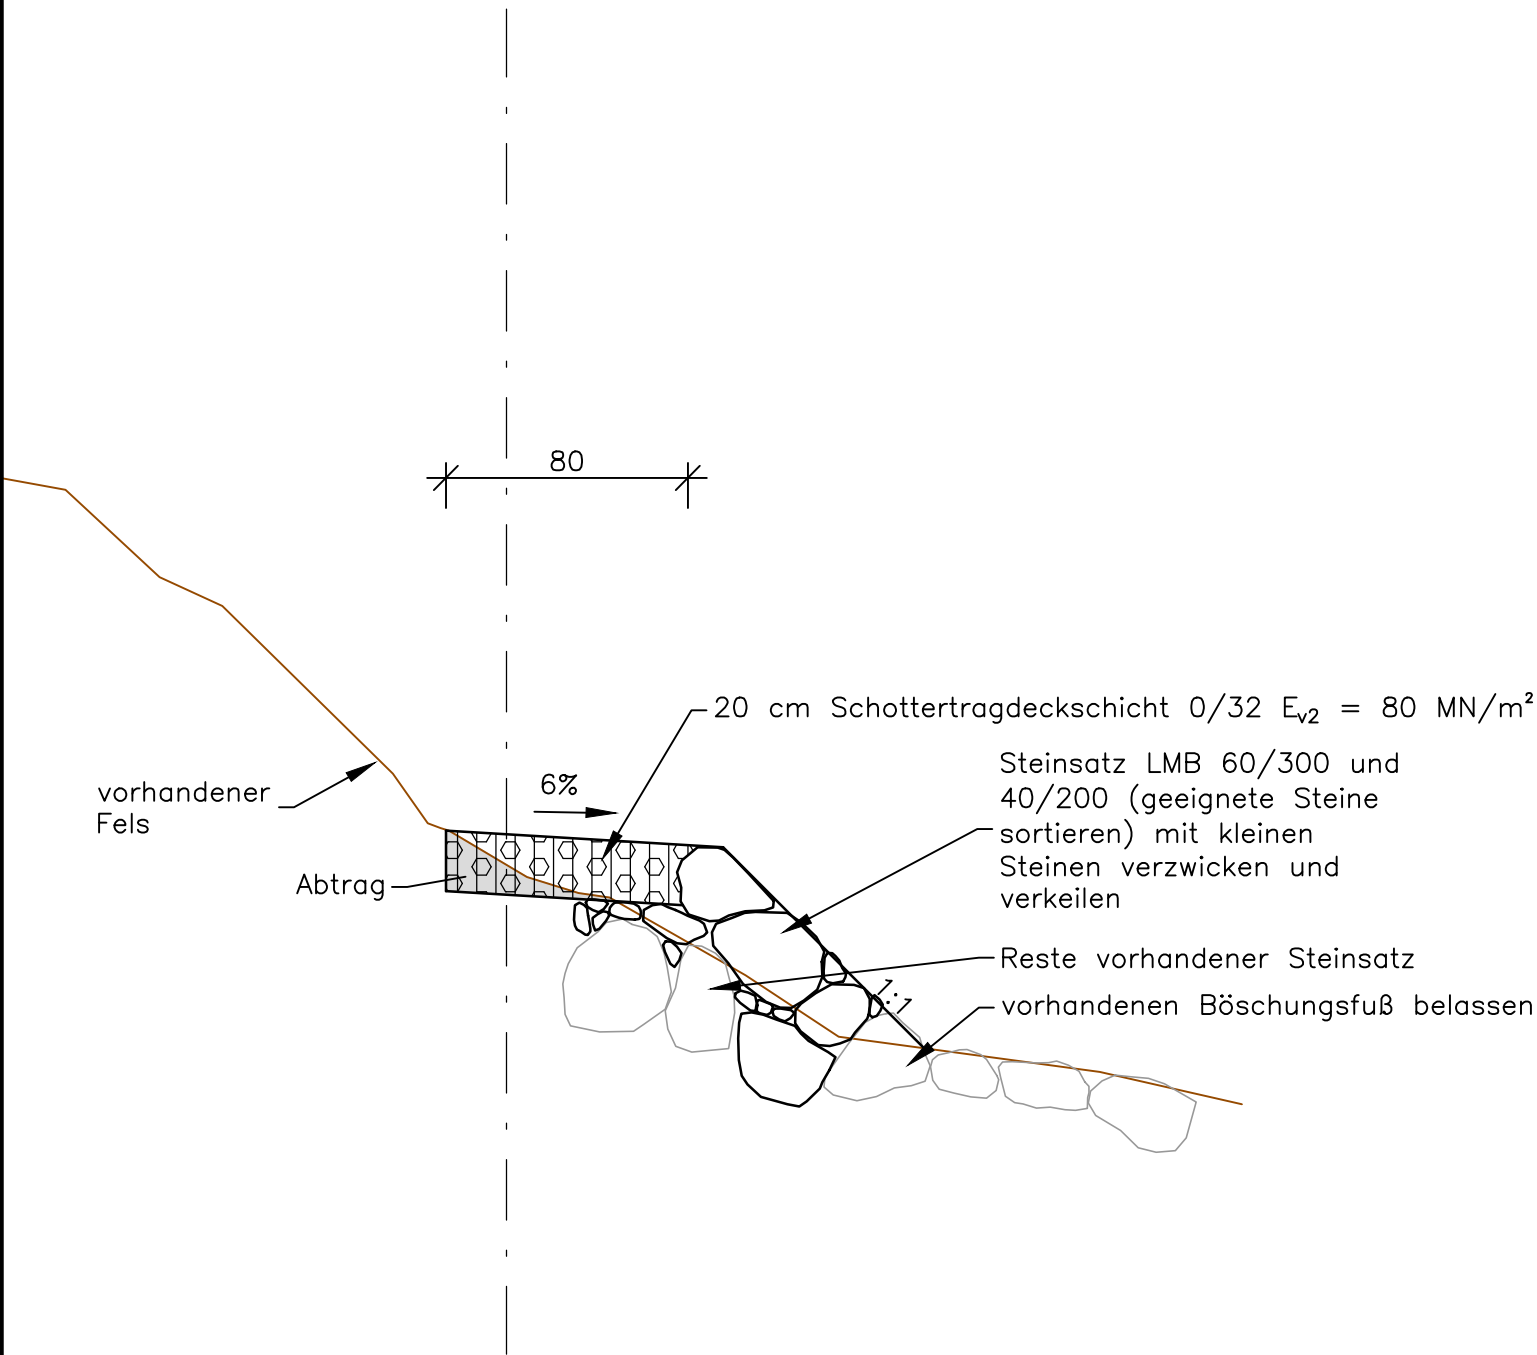 80
20 cm Schottertragdeckschicht 0/32 Ev2 = 80 MN/m²
Steinsatz LMB 60/300 und
40/200 (geeignete Steine
sortieren) mit kleinen
Steinen verzwicken und
verkeilen
6%
vorhandener
Fels
Abtrag
Reste vorhandener Steinsatz
1:1
vorhandenen Böschungsfuß belassen